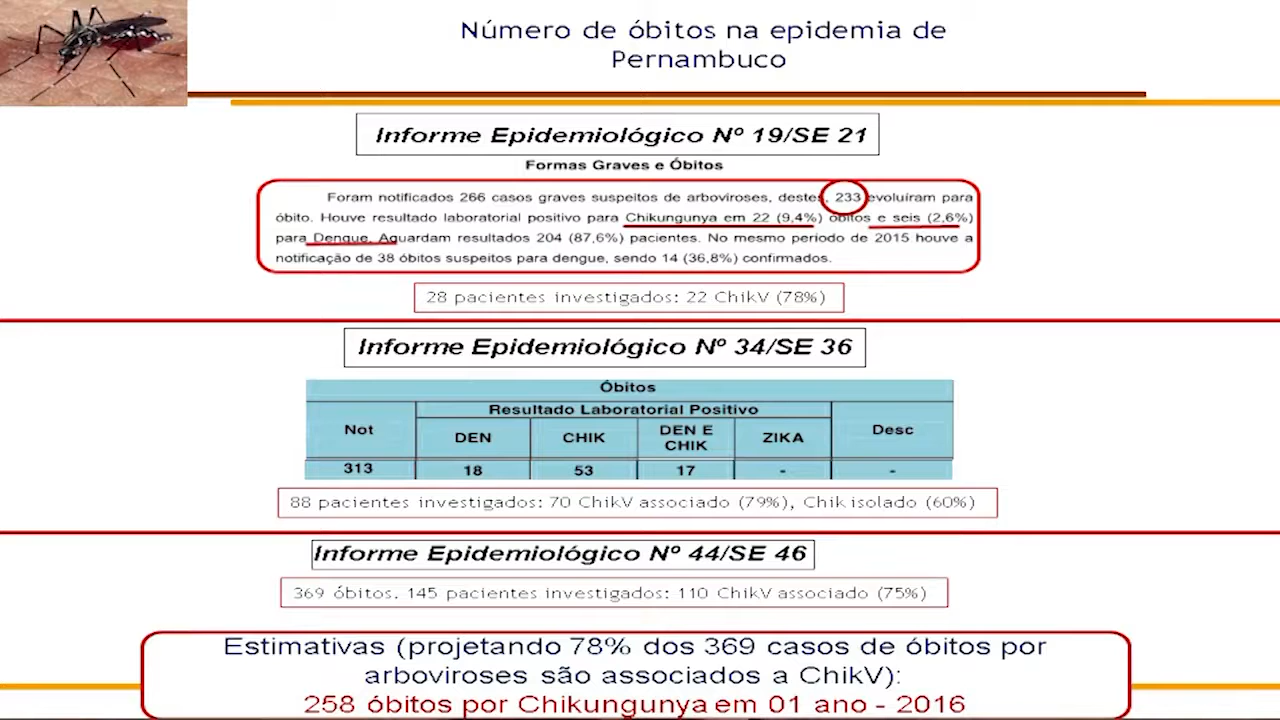 Número de óbitos na epidemia de
Pernambuco
Informe Epidemiológico Nº 19/SE 21
Formas Graves e Óbitos
Foram notificados 266 casos graves suspeitos de arboviroses, destes, 233 evoluíram para
óbito. Houve resultado laboratorial positivo para Chikungunya em 22 (9,4%) óbitos e seis (2,6%)
para Dengue. Aguardam resultados 204 (87,6%) pacientes. No mesmo período de 2015 houve a
notificação de 38 óbitos suspeitos para dengue, sendo 14 (36,8%) confirmados.
28 pacientes investigados: 22 ChikV (78%)
Informe Epidemiológico Nº 34/SE 36
Óbitos
Resultado Laboratorial Positivo
Not DEN CHIK DEN E CHIK ZIKA Desc
313 18 53 17 - -
88 pacientes investigados: 70 ChikV associado (79%), Chik isolado (60%)
Informe Epidemiológico Nº 44/SE 46
369 óbitos. 145 pacientes investigados: 110 ChikV associado (75%)
Estimativas (projetando 78% dos 369 casos de óbitos por
arboviroses são associados a ChikV):
258 óbitos por Chikungunya em 01 ano - 2016